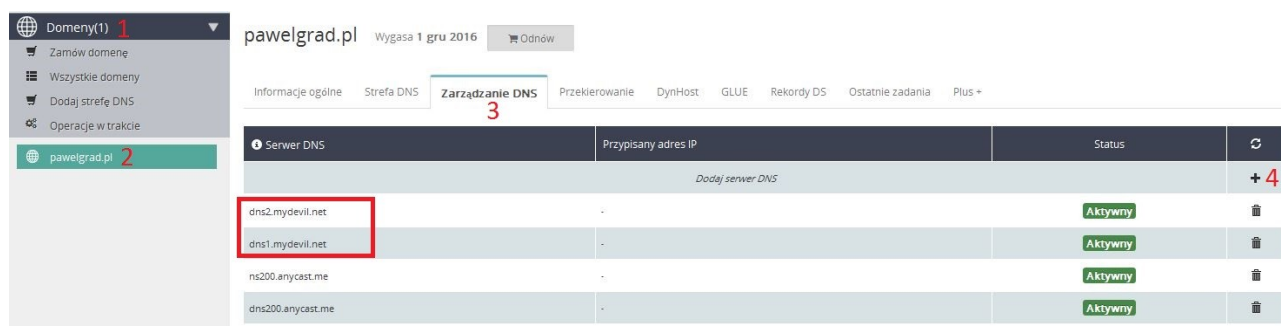 Domeny(1) 1
Zamów domenę
Wszystkie domeny
Dodaj strefę DNS
Operacje w trakcie
pawelgrad.pl 2
pawelgrad.pl Wygasa 1 gru 2016 Odnów
Informacje ogólne Strefa DNS Zarządzanie DNS Przekierowanie DynHost GLUE Rekordy DS Ostatnie zadania Plus +
3
Serwer DNS Przypisany adres IP Status
Dodaj serwer DNS + 4
dns2.mydevil.net - Aktywny
dns1.mydevil.net - Aktywny
ns200.anycast.me - Aktywny
dns200.anycast.me - Aktywny